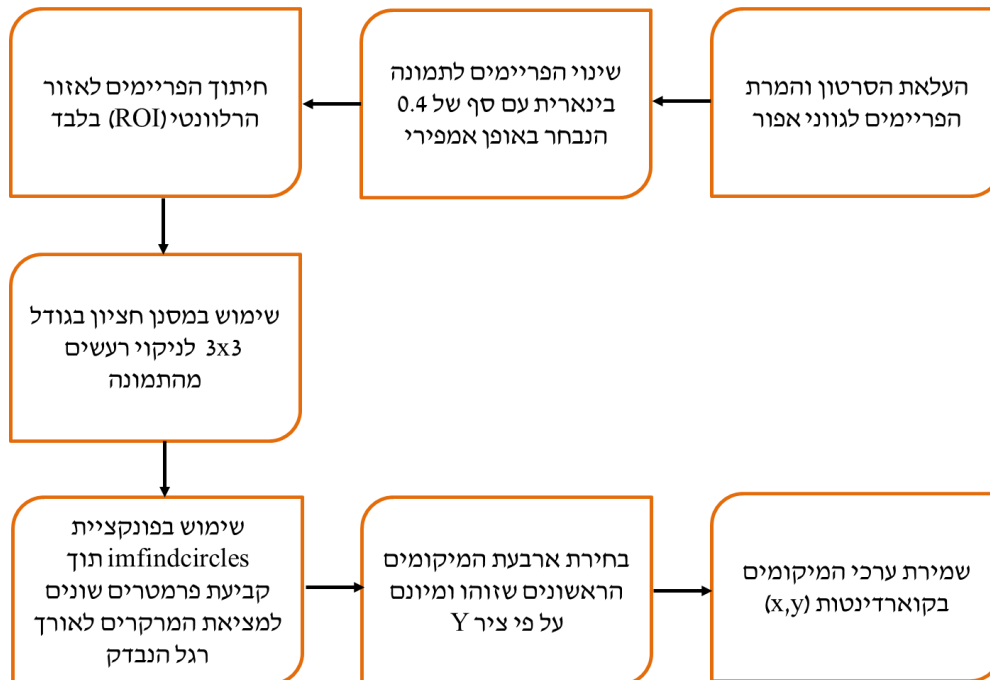 העלאת הסרטון והמרת
הפריימים לגווני אפור
שינוי הפריימים לתמונה
בינארית עם סף של 0.4
הנבחר באופן אמפירי
חיתוך הפריימים לאזור
הרלוונטי (ROI) בלבד
שימוש במסנן חציון בגודל
3x3 לניקוי רעשים
מהתמונה
שימוש בפונקציית
imfindcircles תוך
קביעת פרמטרים שונים
למציאת המרקרים לאורך
רגל הנבדק
בחירת ארבעת המיקומים
הראשונים שזוהו ומיונם
על פי ציר Y
שמירת ערכי המיקומים
בקוארדינטות (x,y)